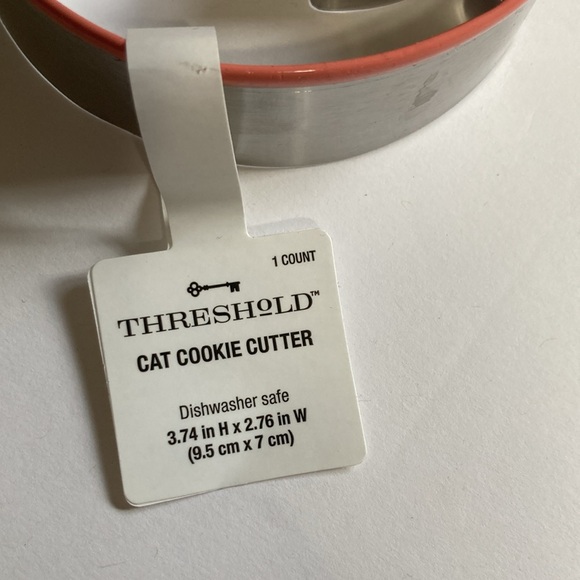 1 COUNT
THRESHOLD™
CAT COOKIE CUTTER
Dishwasher safe
3.74 in H x 2.76 in W
(9.5 cm x 7 cm)